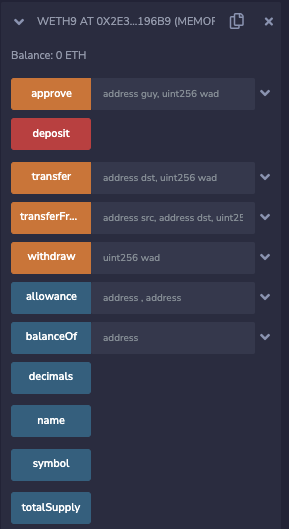 WETH9 AT 0X2E3...196B9 (MEMOR
Balance: 0 ETH
approve address guy, uint256 wad
deposit
transfer address dst, uint256 wad
transferFr... address src, address dst, uint25
withdraw uint256 wad
allowance address , address
balanceOf address
decimals
name
symbol
totalSupply